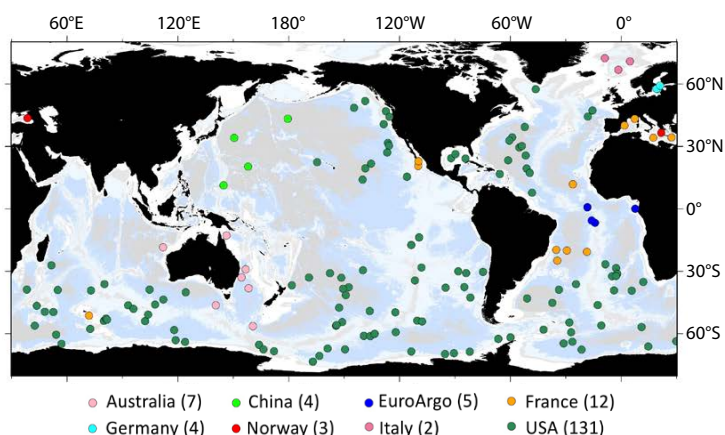 60°E 120°E 180° 120°W 60°W 0°
60°N
30°N
0°
30°S
60°S
Australia (7) China (4) EuroArgo (5) France (12)
Germany (4) Norway (3) Italy (2) USA (131)